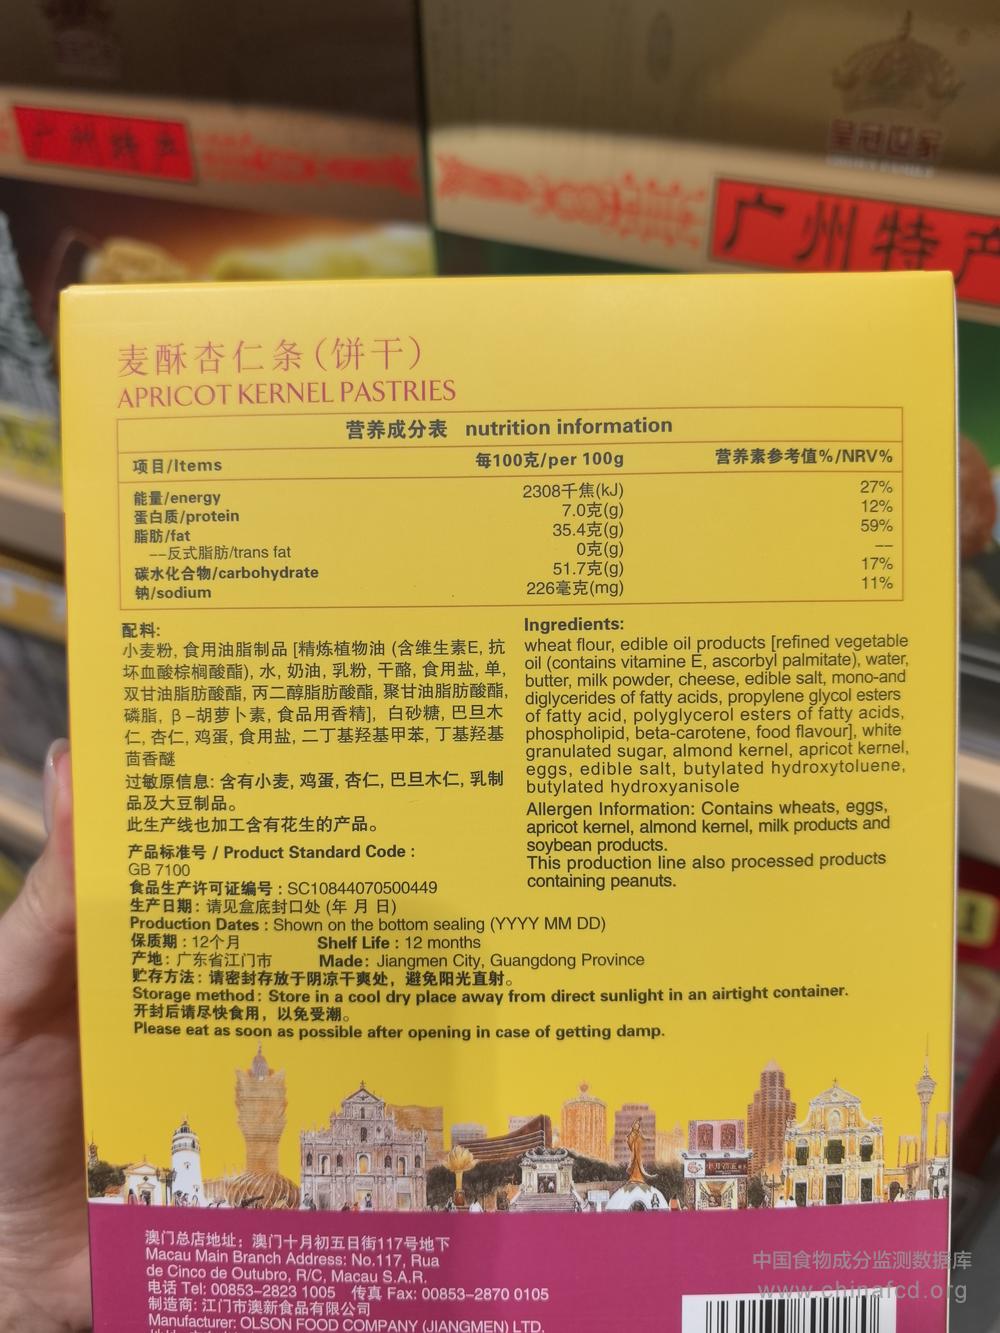 广州特产
皇冠世家
广州特产
麦酥杏仁条(饼干)
APRICOT KERNEL PASTRIES
营养成分表 nutrition information
项目/Items 每100克/per 100g 营养素参考值%/NRV%
能量/energy 2308千焦(kJ) 27%
蛋白质/protein 7.0克(g) 12%
脂肪/fat 35.4克(g) 59%
--反式脂肪/trans fat 0克(g) --
碳水化合物/carbohydrate 51.7克(g) 17%
钠/sodium 226毫克(mg) 11%
配料:
小麦粉, 食用油脂制品 [精炼植物油 (含维生素E, 抗
坏血酸棕榈酸酯), 水, 奶油, 乳粉, 干酪, 食用盐, 单,
双甘油脂肪酸酯, 丙二醇脂肪酸酯, 聚甘油脂肪酸酯,
磷脂, β-胡萝卜素, 食品用香精], 白砂糖, 巴旦木
仁, 杏仁, 鸡蛋, 食用盐, 二丁基羟基甲苯, 丁基羟基
茴香醚
过敏原信息: 含有小麦, 鸡蛋, 杏仁, 巴旦木仁, 乳制
品及大豆制品。
此生产线也加工含有花生的产品。
Ingredients:
wheat flour, edible oil products [refined vegetable
oil (contains vitamine E, ascorbyl palmitate), water,
butter, milk powder, cheese, edible salt, mono-and
diglycerides of fatty acids, propylene glycol esters
of fatty acid, polyglycerol esters of fatty acids,
phospholipid, beta-carotene, food flavour], white
granulated sugar, almond kernel, apricot kernel,
eggs, edible salt, butylated hydroxytoluene,
butylated hydroxyanisole
Allergen Information: Contains wheats, eggs,
apricot kernel, almond kernel, milk products and
soybean products.
This production line also processed products
containing peanuts.
产品标准号 / Product Standard Code :
GB 7100
食品生产许可证编号 : SC10844070500449
生产日期 : 请见盒底封口处 (年 月 日)
Production Dates : Shown on the bottom sealing (YYYY MM DD)
保质期 : 12个月 Shelf Life : 12 months
产地 : 广东省江门市 Made: Jiangmen City, Guangdong Province
贮存方法 : 请密封存放于阴凉干爽处, 避免阳光直射。
Storage method : Store in a cool dry place away from direct sunlight in an airtight container.
开封后请尽快食用, 以免受潮。
Please eat as soon as possible after opening in case of getting damp.
澳门总店地址: 澳门十月初五日街117号地下
Macau Main Branch Address: No.117, Rua
de Cinco de Outubro, R/C, Macau S.A.R.
电话 Tel: 00853-2823 1005 传真 Fax: 00853-2870 0105
制造商: 江门市澳新食品有限公司
Manufacturer: OLSON FOOD COMPANY (JIANGMEN) LTD.
中国食物成分监测数据库
www.chinafcd.org